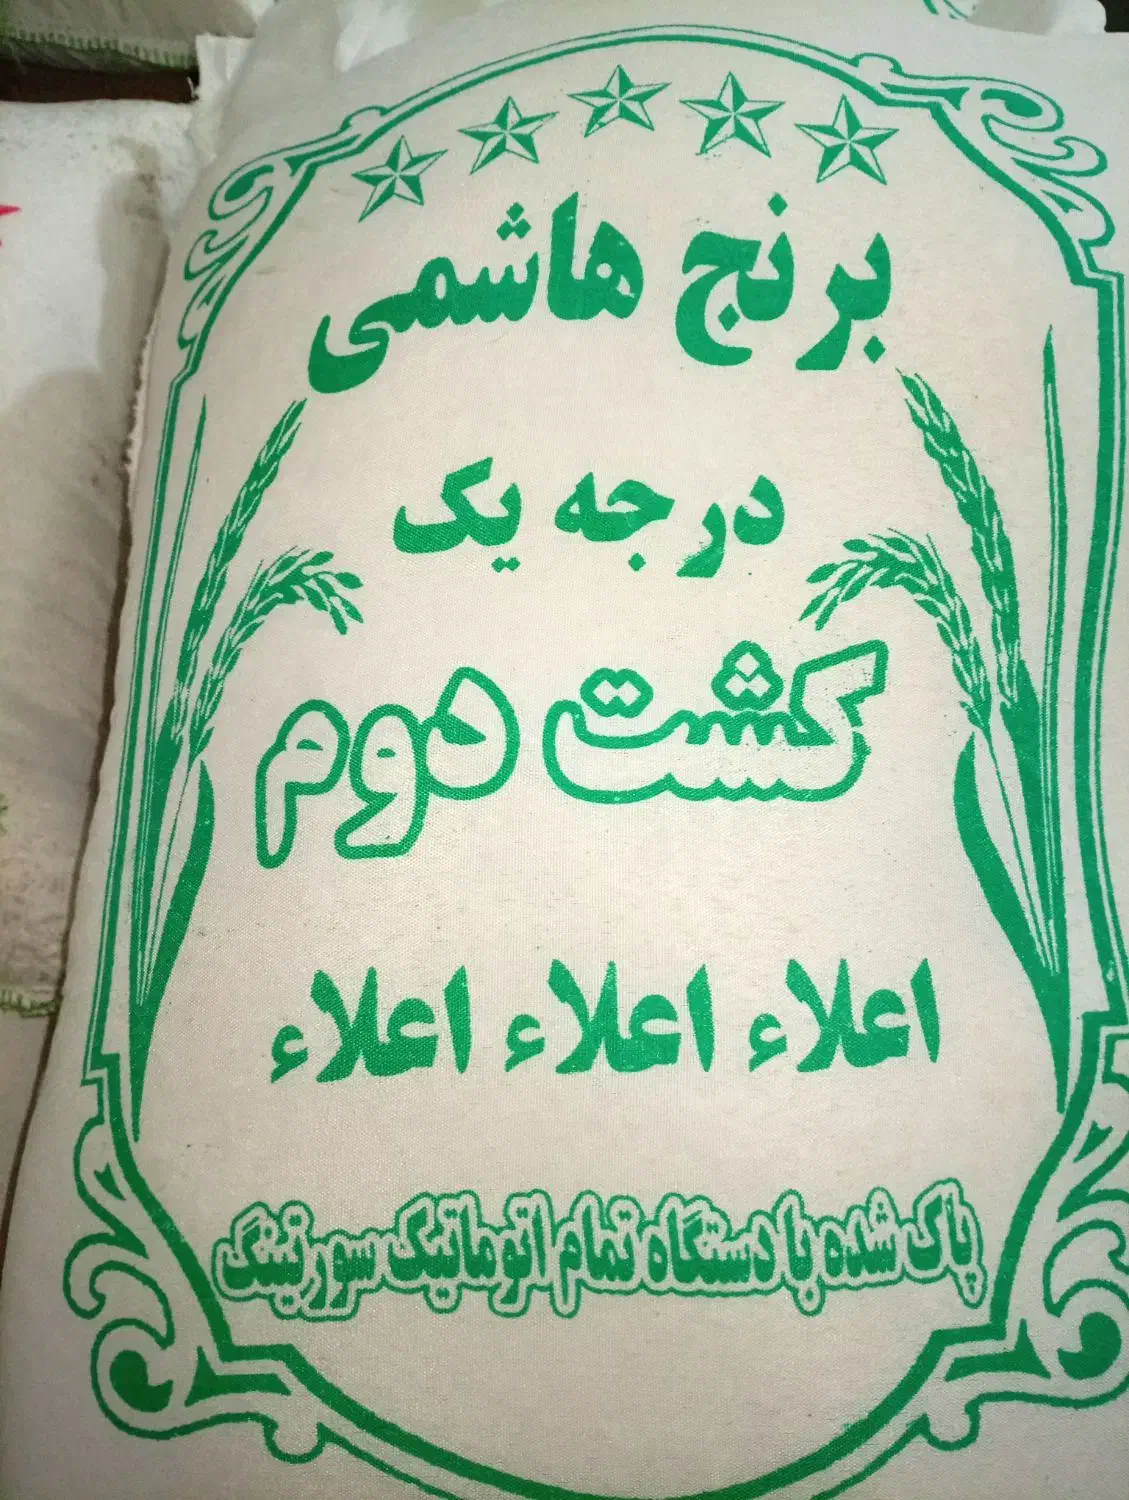 برنج هاشمی
درجه یک
کشت دوم
اعلاء اعلاء اعلاء
پاک شده با دستگاه تمام اتوماتیک سورتینگ